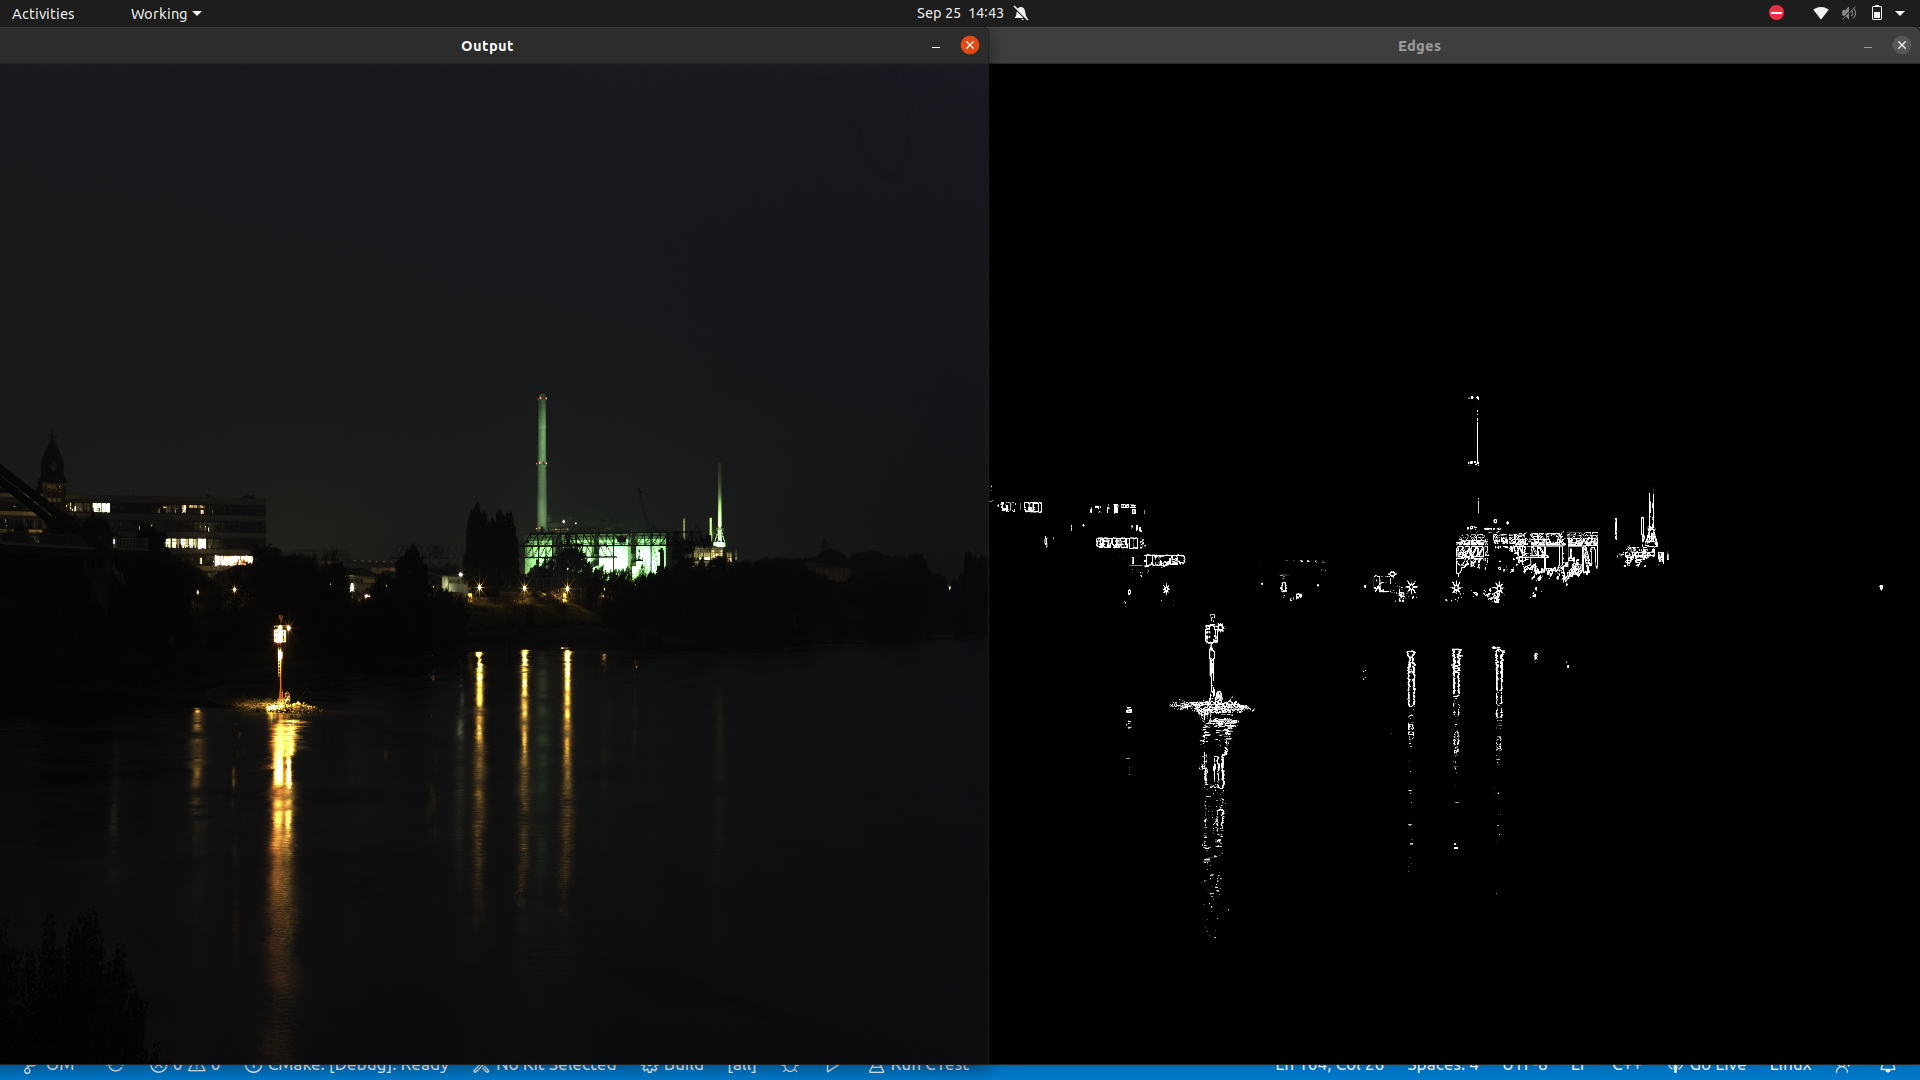 Activities
Working
Sep 25 14:43
Output
Edges
OM
0 0
CMake: [Debug]: Ready
No Kit Selected
Build
[all]
Run CTest
Ln 104, Col 26
Spaces: 4
UTF-8
LF
C++
Go Live
Linux